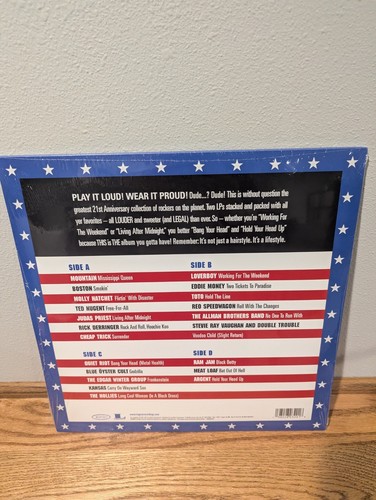 PLAY IT LOUD! WEAR IT PROUD! Dude...? Dude! This is without question the
greatest 21st Anniversary collection of rockers on the planet. Two LPs stacked and packed with all
yer favorites – all LOUDER and sweeter (and LEGAL) than ever. So – whether you're "Working For
The Weekend" or "Living After Midnight," you better "Bang Your Head" and "Hold Your Head Up"
because THIS is THE album you gotta have! Remember: It's not just a hairstyle. It's a lifestyle.
SIDE A
MOUNTAIN Mississippi Queen
BOSTON Smokin'
MOLLY HATCHET Flirtin' With Disaster
TED NUGENT Free-For-All
JUDAS PRIEST Living After Midnight
RICK DERRINGER Rock And Roll, Hoochie Koo
CHEAP TRICK Surrender
SIDE B
LOVERBOY Working For The Weekend
EDDIE MONEY Two Tickets To Paradise
TOTO Hold The Line
REO SPEEDWAGON Roll With The Changes
THE ALLMAN BROTHERS BAND No One To Run With
STEVIE RAY VAUGHAN AND DOUBLE TROUBLE
Voodoo Child (Slight Return)
SIDE C
QUIET RIOT Bang Your Head (Metal Health)
BLUE ÖYSTER CULT Godzilla
THE EDGAR WINTER GROUP Frankenstein
KANSAS Carry On Wayward Son
THE HOLLIES Long Cool Woman (In A Black Dress)
SIDE D
RAM JAM Black Betty
MEAT LOAF Bat Out Of Hell
ARGENT Hold Your Head Up